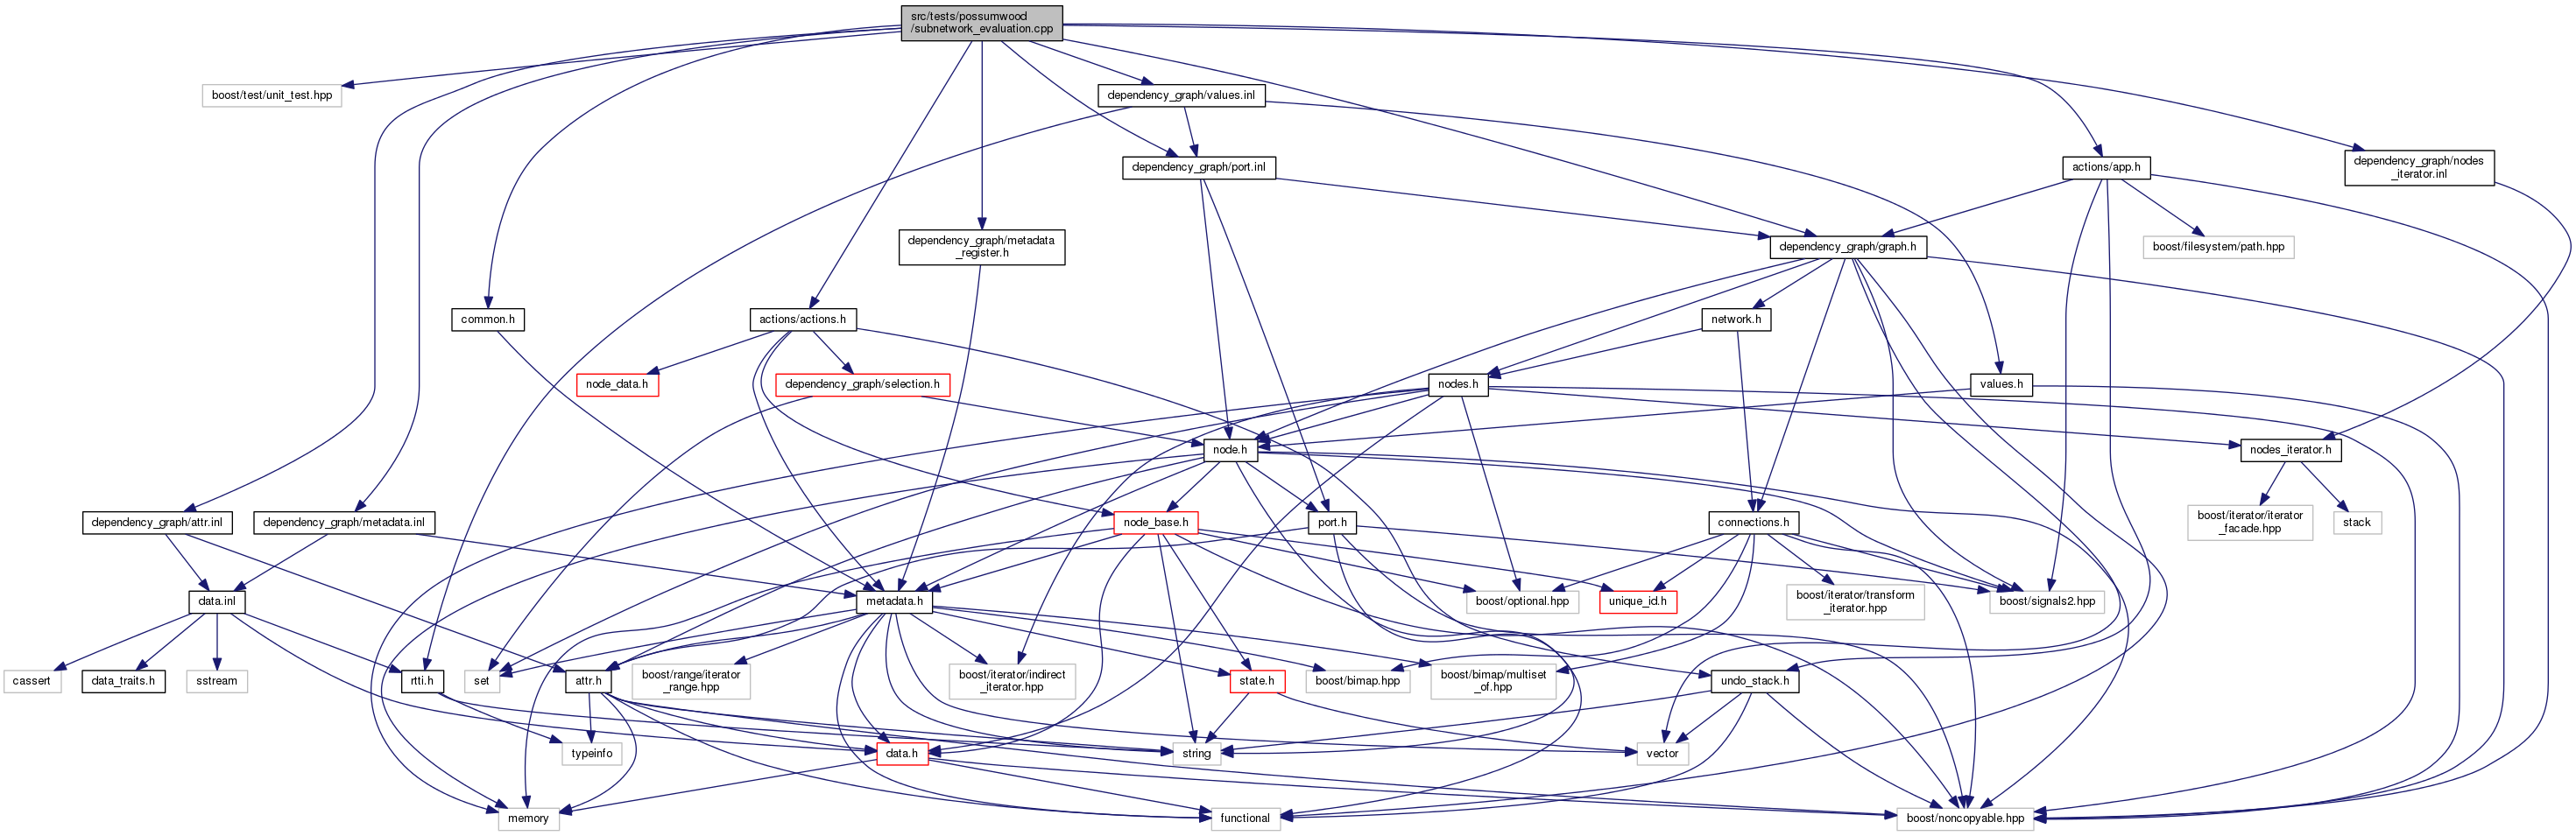 src/tests/possumwood
/subnetwork_evaluation.cpp
boost/test/unit_test.hpp
dependency_graph/values.inl
dependency_graph/port.inl
actions/app.h
dependency_graph/nodes
_iterator.inl
dependency_graph/metadata
_register.h
dependency_graph/graph.h
boost/filesystem/path.hpp
common.h
actions/actions.h
network.h
node_data.h
dependency_graph/selection.h
nodes.h
values.h
node.h
nodes_iterator.h
dependency_graph/attr.inl
dependency_graph/metadata.inl
node_base.h
port.h
connections.h
boost/iterator/iterator
_facade.hpp
stack
data.inl
metadata.h
boost/optional.hpp
unique_id.h
boost/iterator/transform
_iterator.hpp
boost/signals2.hpp
cassert
data_traits.h
sstream
rtti.h
set
attr.h
boost/range/iterator
_range.hpp
boost/iterator/indirect
_iterator.hpp
state.h
boost/bimap.hpp
boost/bimap/multiset
_of.hpp
undo_stack.h
typeinfo
data.h
string
vector
memory
functional
boost/noncopyable.hpp